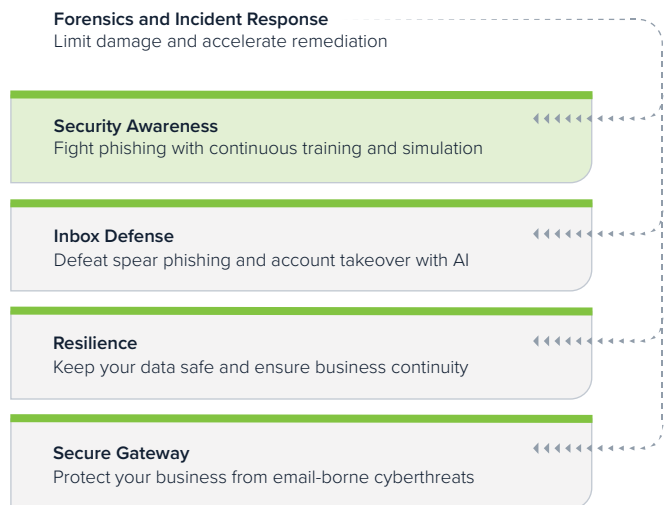 Forensics and Incident Response
Limit damage and accelerate remediation
Security Awareness
Fight phishing with continuous training and simulation
Inbox Defense
Defeat spear phishing and account takeover with AI
Resilience
Keep your data safe and ensure business continuity
Secure Gateway
Protect your business from email-borne cyberthreats